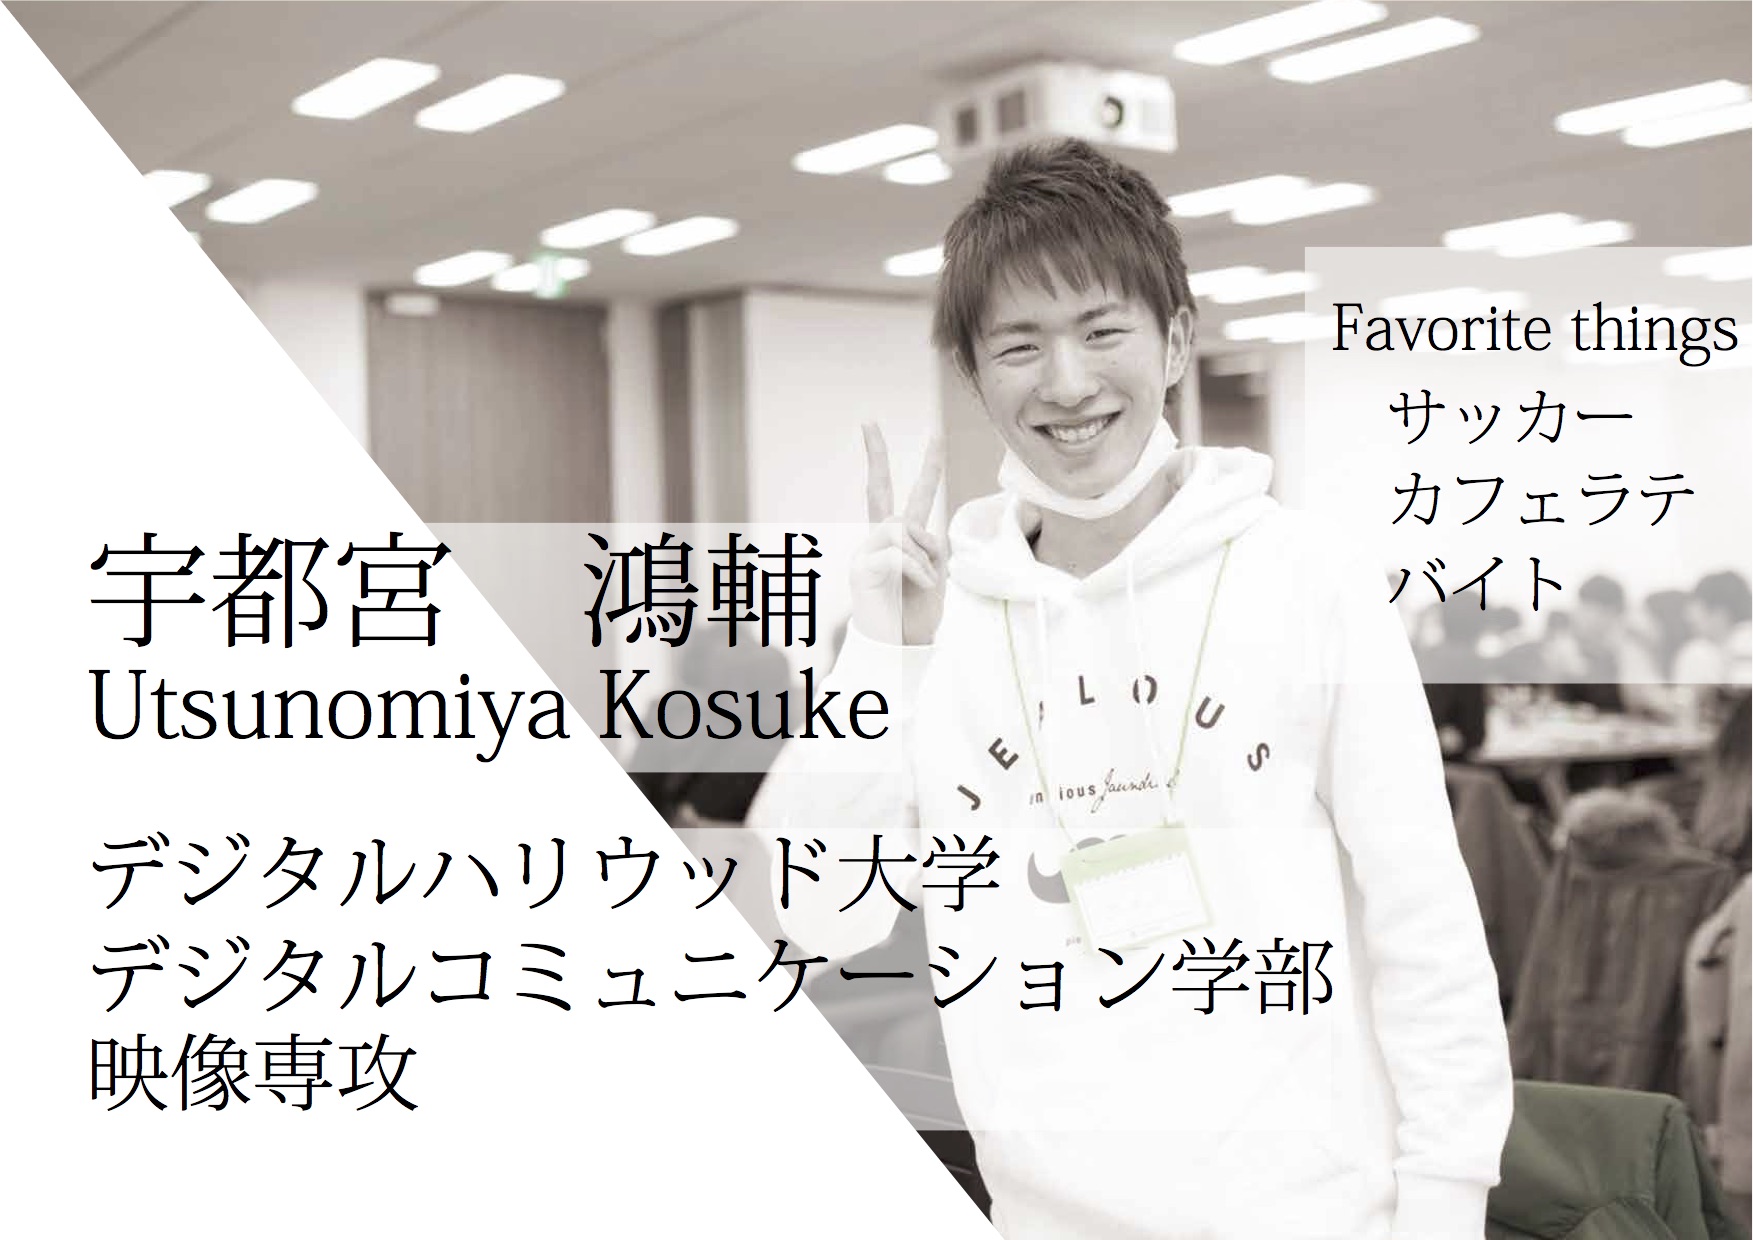 宇都宮　鴻輔
Utsunomiya Kosuke
デジタルハリウッド大学
デジタルコミュニケーション学部
映像専攻
Favorite things
サッカー
カフェラテ
バイト
JEALOUS